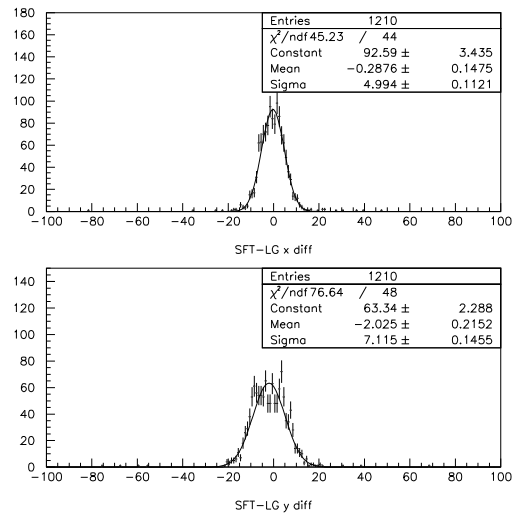 Entries 1210
χ²/ndf 45.23 / 44
Constant 92.59 ± 3.435
Mean −0.2876 ± 0.1475
Sigma 4.994 ± 0.1121
180
160
140
120
100
80
60
40
20
0
−100 −80 −60 −40 −20 0 20 40 60 80 100
SFT−LG x diff
Entries 1210
χ²/ndf 76.64 / 48
Constant 63.34 ± 2.288
Mean −2.025 ± 0.2152
Sigma 7.115 ± 0.1455
140
120
100
80
60
40
20
0
−100 −80 −60 −40 −20 0 20 40 60 80 100
SFT−LG y diff